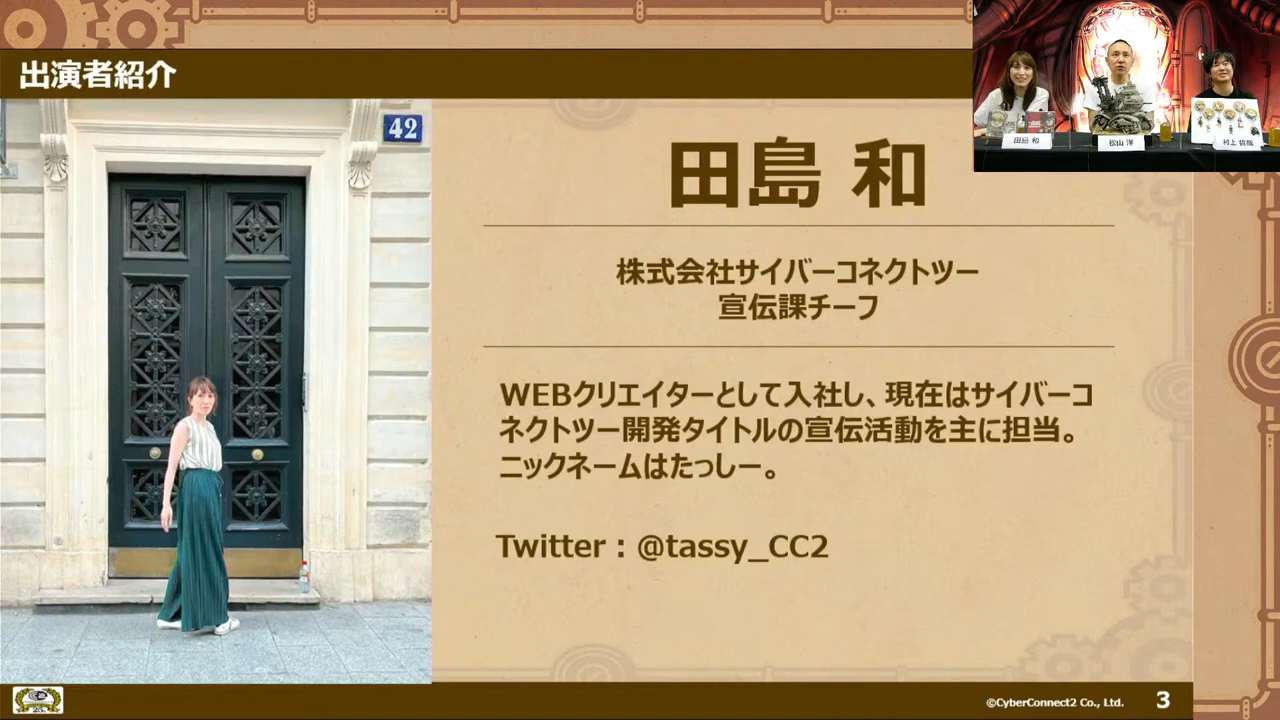 出演者紹介
42
田島 和
松山 洋
村上 哲哉
田島 和
株式会社サイバーコネクトツー
宣伝課チーフ
WEBクリエイターとして入社し、現在はサイバーコ
ネクトツー開発タイトルの宣伝活動を主に担当。
ニックネームはたっしー。
Twitter：@tassy_CC2
©CyberConnect2 Co., Ltd.
3